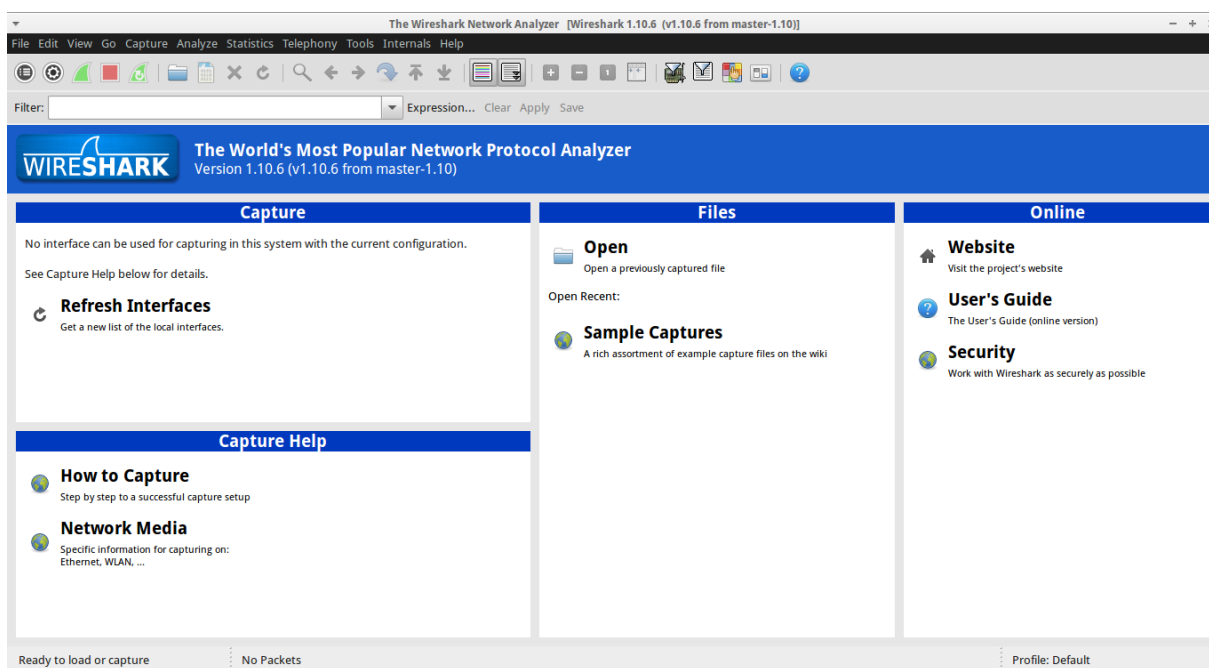 The Wireshark Network Analyzer [Wireshark 1.10.6 (v1.10.6 from master-1.10)]
File Edit View Go Capture Analyze Statistics Telephony Tools Internals Help
Filter: Expression... Clear Apply Save
WIRESHARK
The World's Most Popular Network Protocol Analyzer
Version 1.10.6 (v1.10.6 from master-1.10)
Capture
No interface can be used for capturing in this system with the current configuration.
See Capture Help below for details.
Refresh Interfaces
Get a new list of the local interfaces.
Capture Help
How to Capture
Step by step to a successful capture setup
Network Media
Specific information for capturing on:
Ethernet, WLAN, ...
Files
Open
Open a previously captured file
Open Recent:
Sample Captures
A rich assortment of example capture files on the wiki
Online
Website
Visit the project's website
User's Guide
The User's Guide (online version)
Security
Work with Wireshark as securely as possible
Ready to load or capture
No Packets
Profile: Default